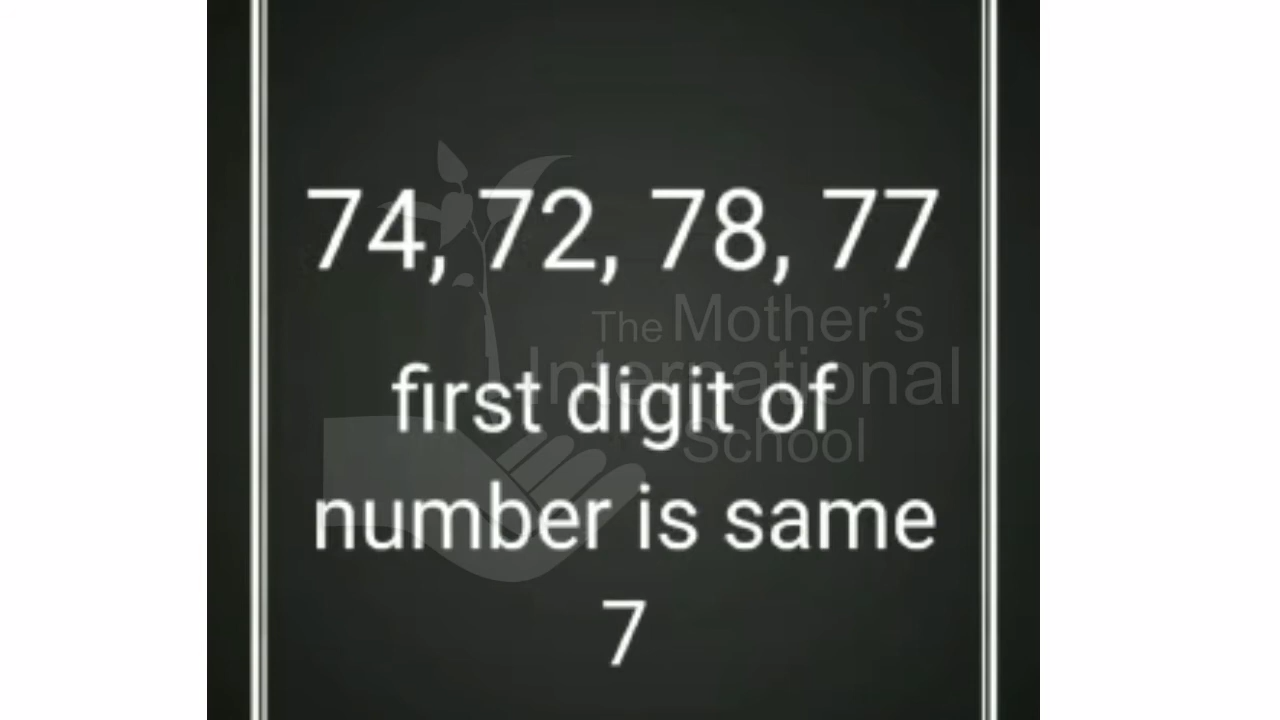 74, 72, 78, 77
The Mother's
International
School
first digit of
number is same
7